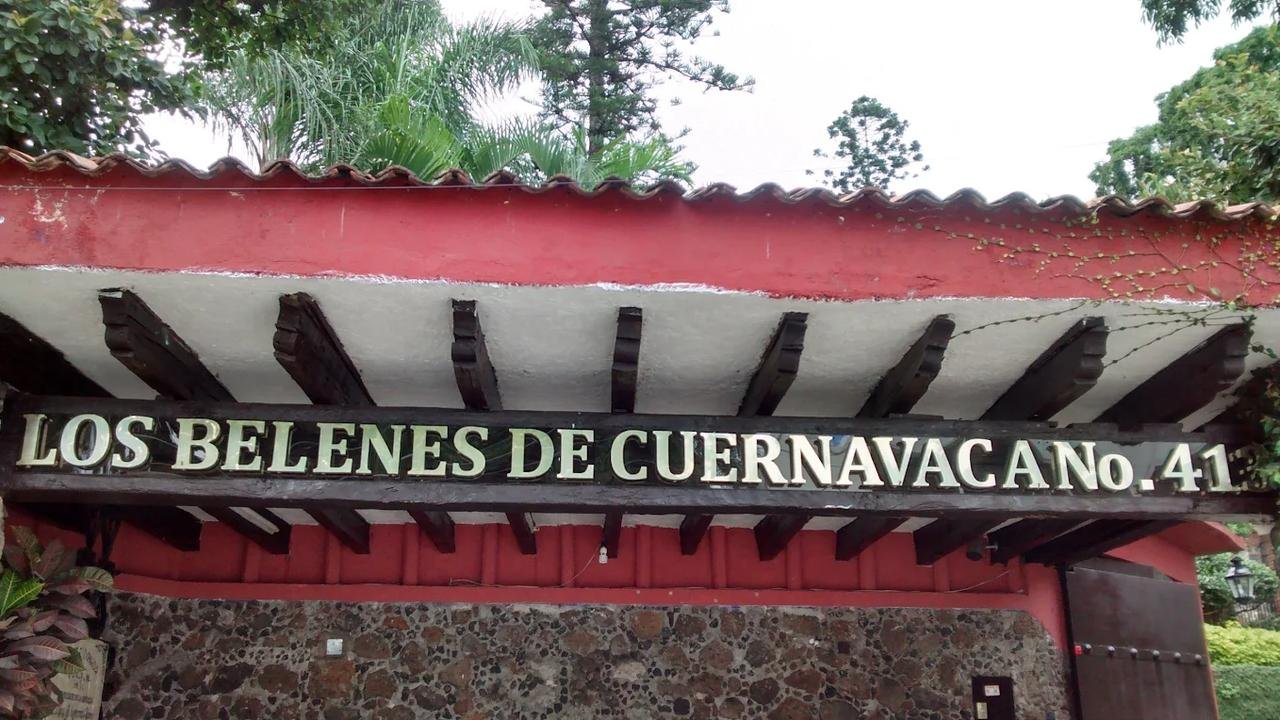 LOS BELENES DE CUERNAVACA No. 41